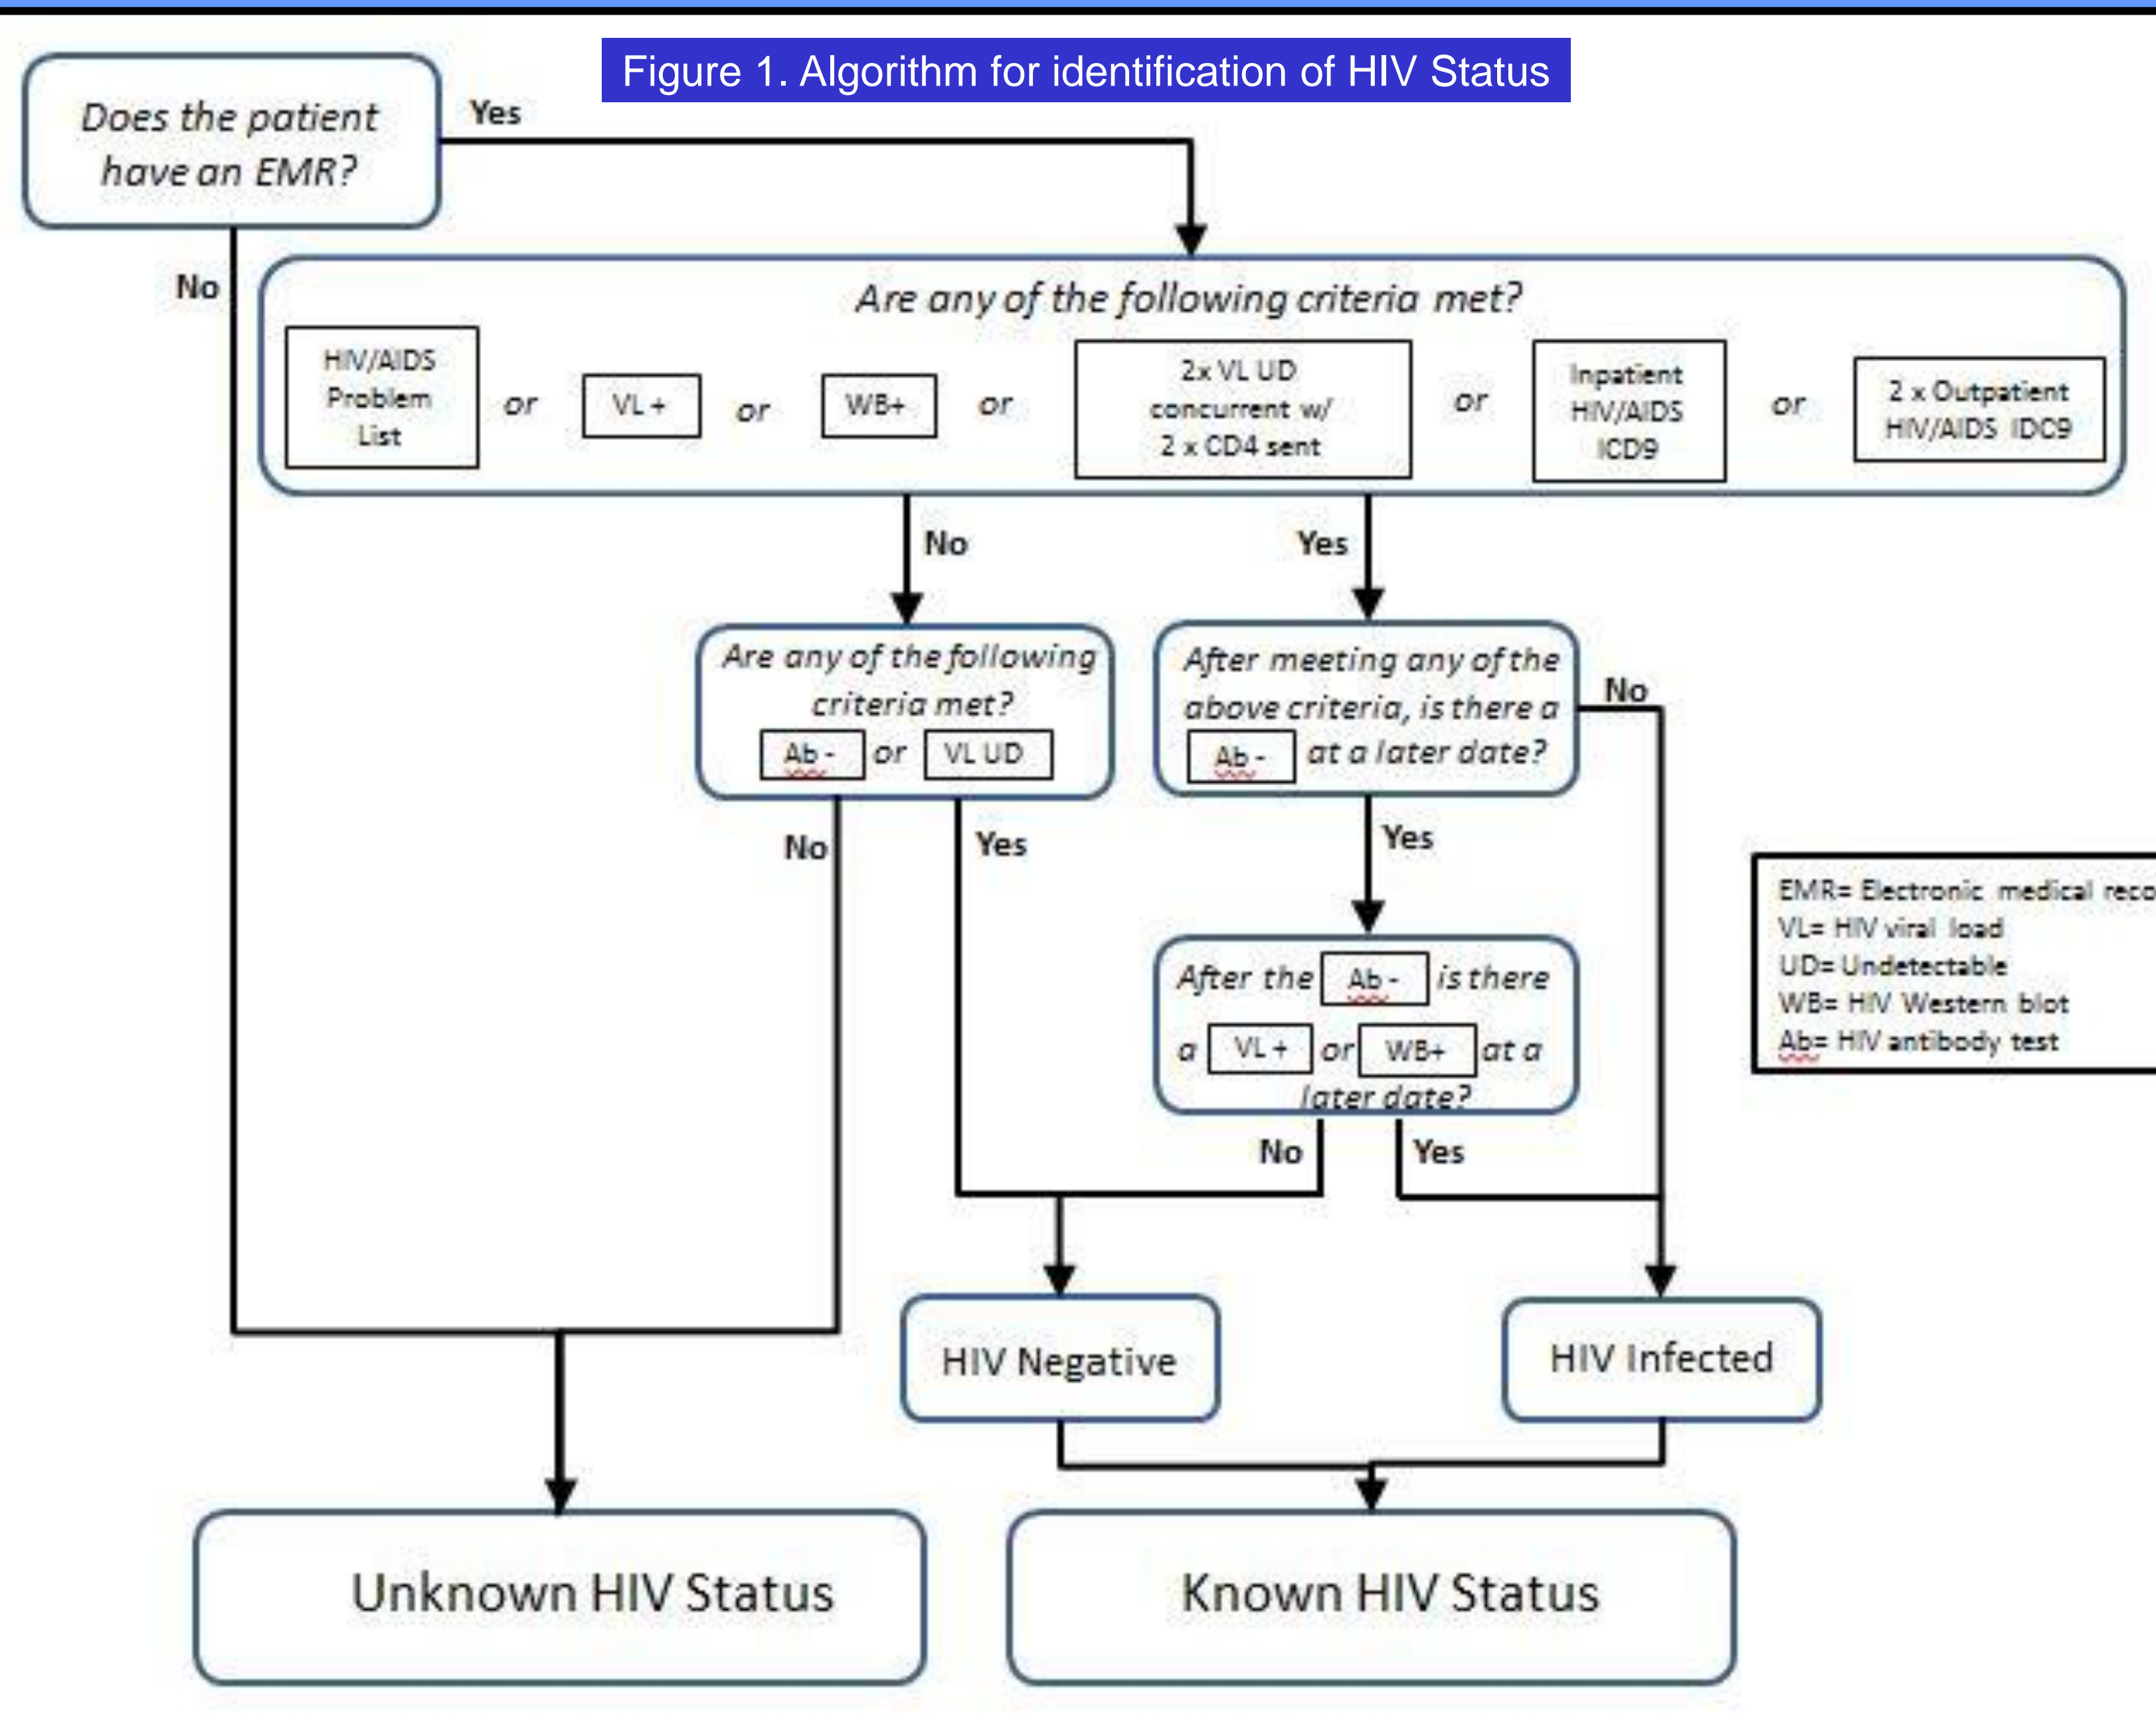 Figure 1. Algorithm for identification of HIV Status
Does the patient
have an EMR?
Yes
No
Are any of the following criteria met?
HIV/AIDS
Problem
List
or
VL +
or
WB+
or
2x VL UD
concurrent w/
2 x CD4 sent
or
Inpatient
HIV/AIDS
ICD9
or
2 x Outpatient
HIV/AIDS IDC9
No
Yes
Are any of the following
criteria met?
Ab - or VL UD
After meeting any of the
above criteria, is there a
Ab - at a later date?
No
No
Yes
Yes
After the Ab - is there
a VL + or WB+ at a
later date?
No
Yes
EMR= Electronic medical reco
VL= HIV viral load
UD= Undetectable
WB= HIV Western blot
Ab= HIV antibody test
HIV Negative
HIV Infected
Unknown HIV Status
Known HIV Status